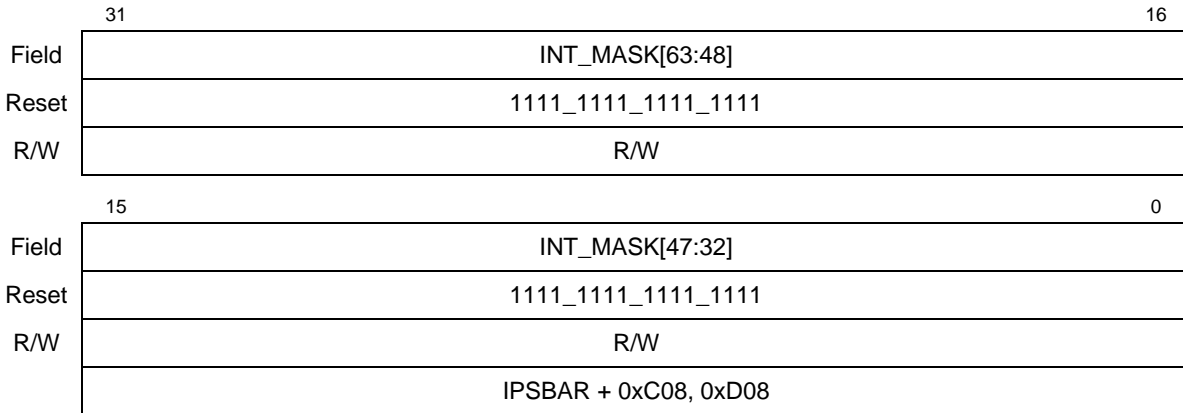 31 16
Field INT_MASK[63:48]
Reset 1111_1111_1111_1111
R/W R/W
15 0
Field INT_MASK[47:32]
Reset 1111_1111_1111_1111
R/W R/W
IPSBAR + 0xC08, 0xD08